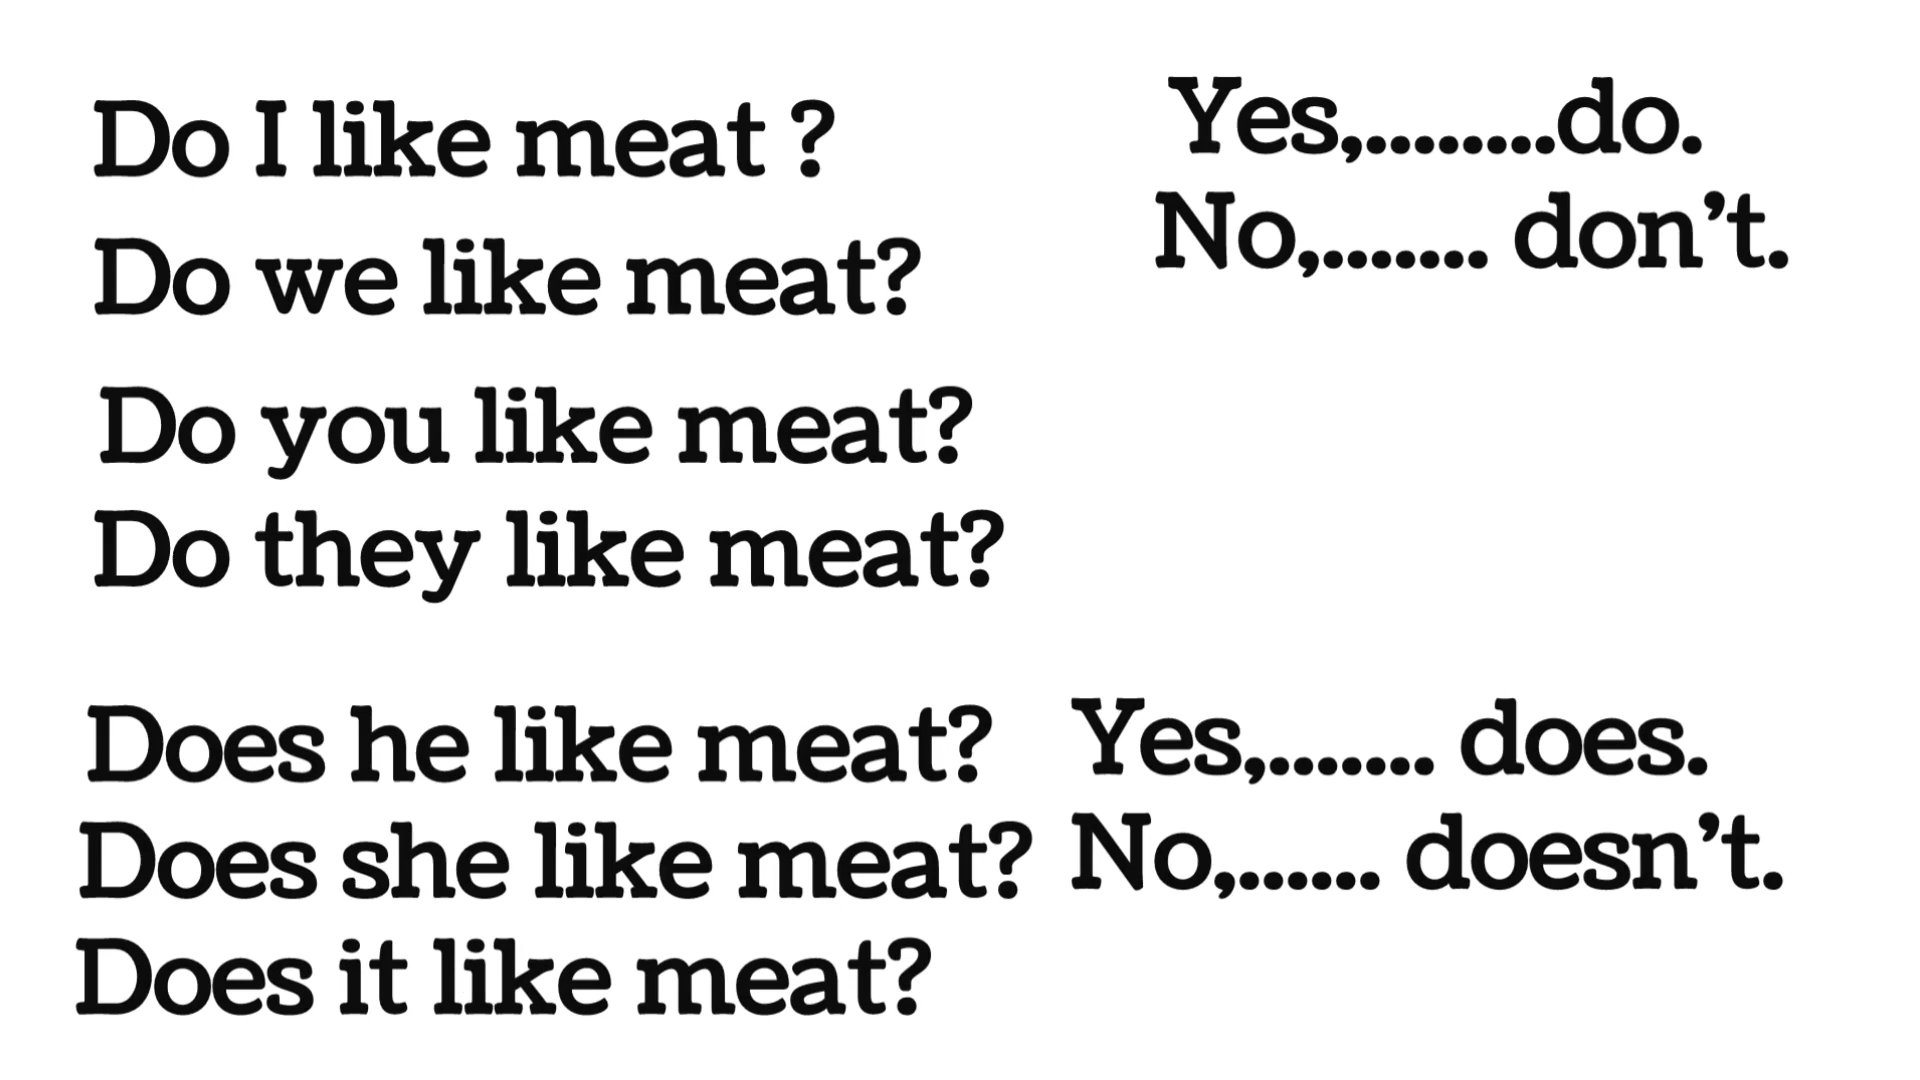 Do I like meat ?
Do we like meat?
Do you like meat?
Do they like meat?
Yes,.........do.
No,....... don’t.
Does he like meat?
Does she like meat?
Does it like meat?
Yes,....... does.
No,...... doesn’t.